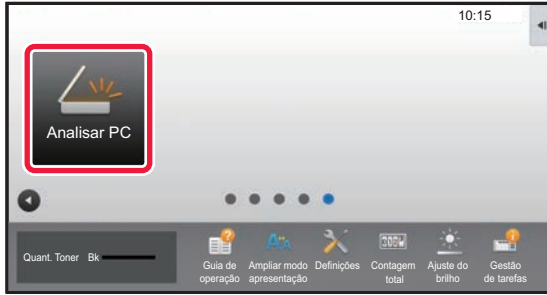 10:15
Analisar PC
Quant. Toner Bk
Guia de
operação
Ampliar modo
apresentação
Definições
Contagem
total
Ajuste do
brilho
Gestão
de tarefas